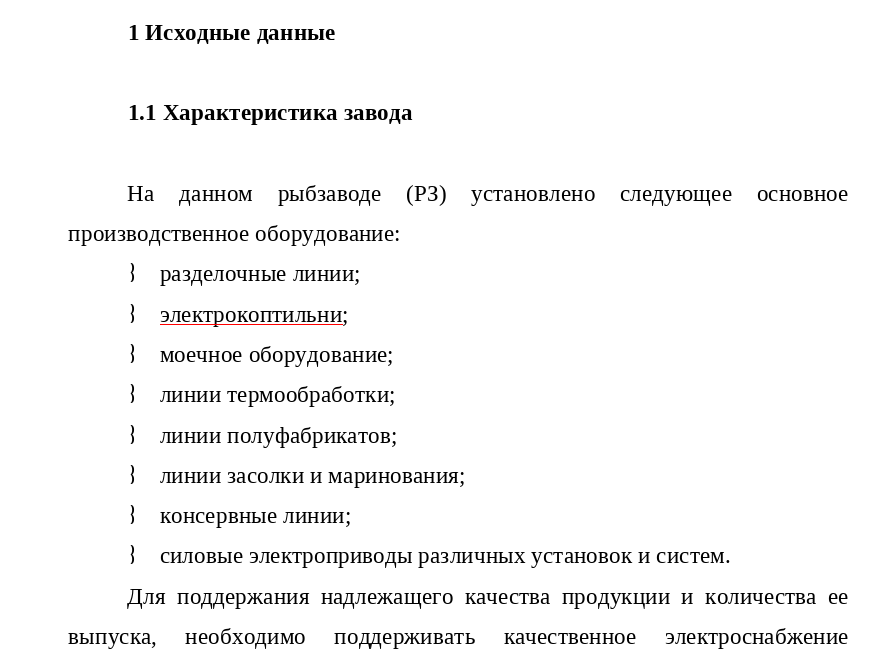 1 Исходные данные
1.1 Характеристика завода
На данном рыбзаводе (РЗ) установлено следующее основное
производственное оборудование:
⌇ разделочные линии;
⌇ электрокоптильни;
⌇ моечное оборудование;
⌇ линии термообработки;
⌇ линии полуфабрикатов;
⌇ линии засолки и маринования;
⌇ консервные линии;
⌇ силовые электроприводы различных установок и систем.
Для поддержания надлежащего качества продукции и количества ее
выпуска, необходимо поддерживать качественное электроснабжение